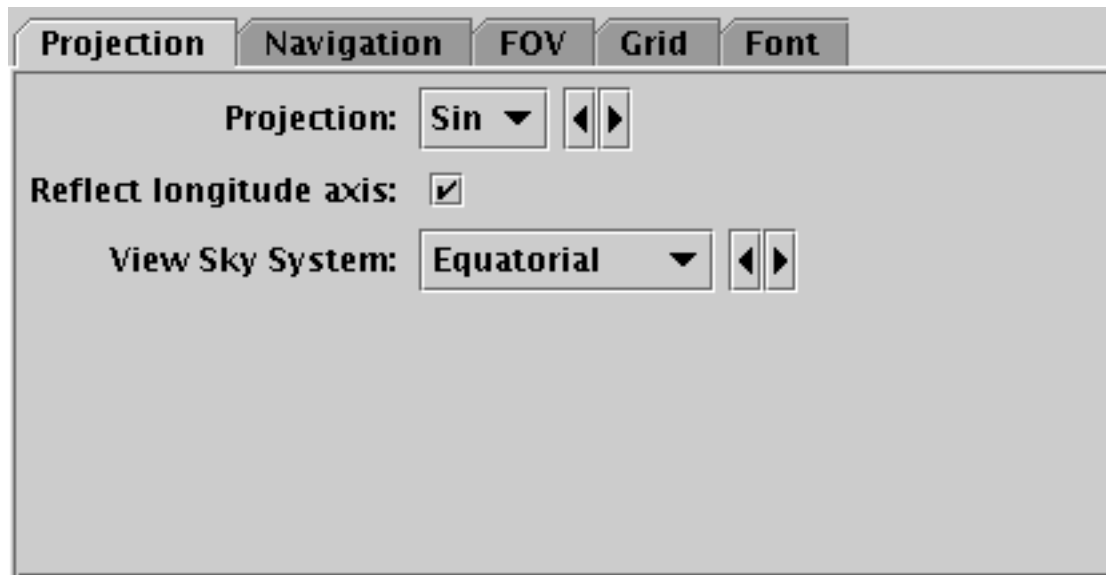 Projection Navigation FOV Grid Font
Projection: Sin
Reflect longitude axis:
View Sky System: Equatorial